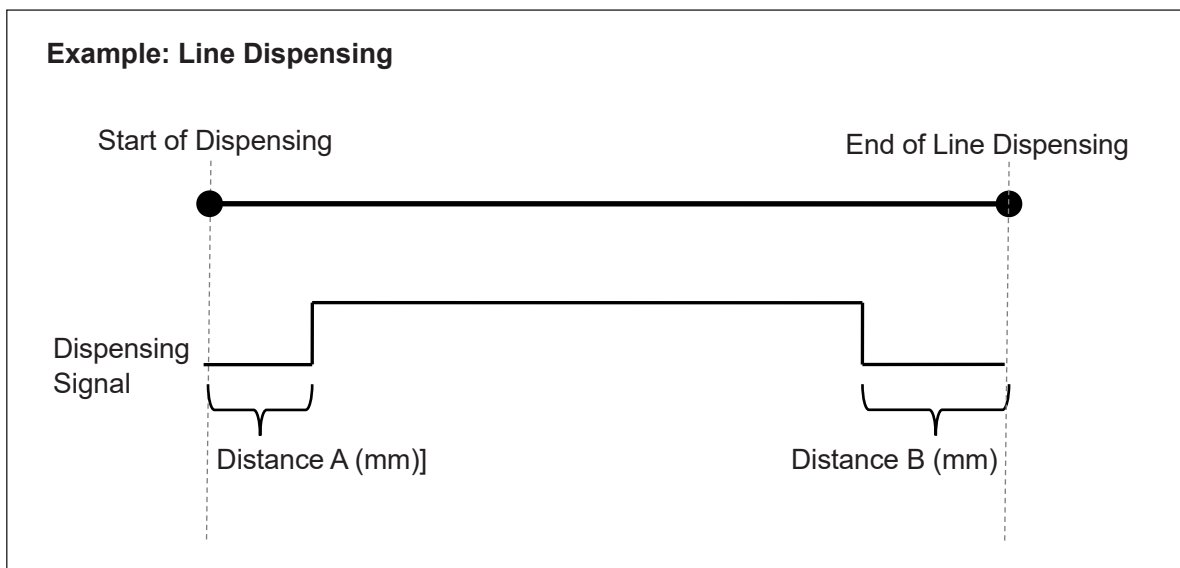 Example: Line Dispensing
Start of Dispensing
End of Line Dispensing
Dispensing
Signal
Distance A (mm)]
Distance B (mm)